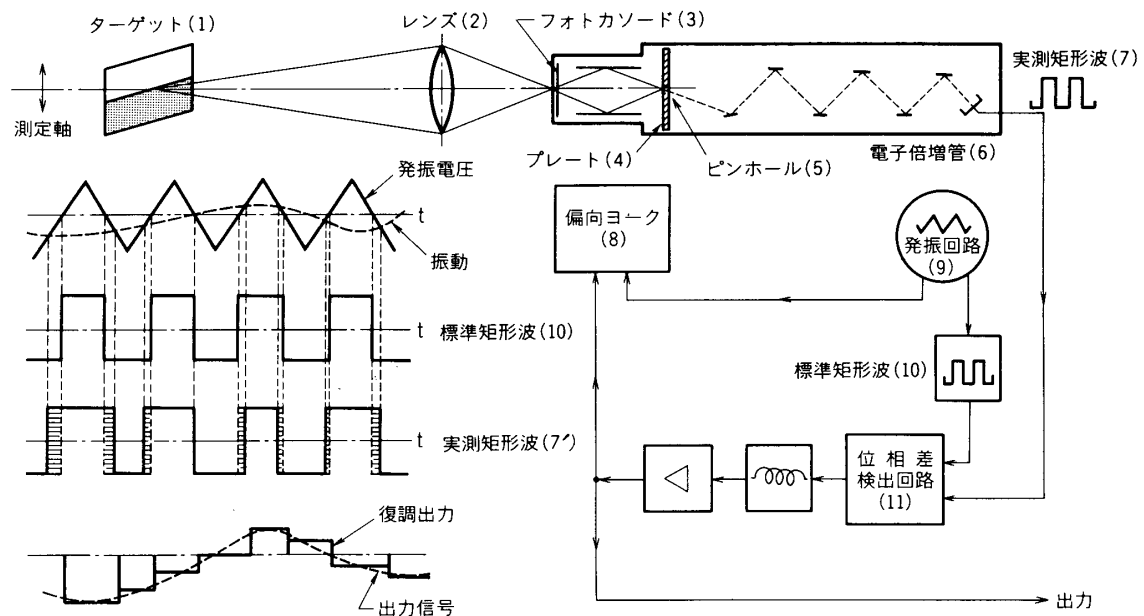 ターゲット(1)
レンズ(2)
フォトカソード(3)
実測矩形波(7)
測定軸
プレート(4)
ピンホール(5)
電子倍増管(6)
発振電圧
t
振動
偏向ヨーク
(8)
発振回路
(9)
t
標準矩形波(10)
標準矩形波(10)
t
実測矩形波(7´)
位相差
検出回路
(11)
復調出力
出力信号
出力